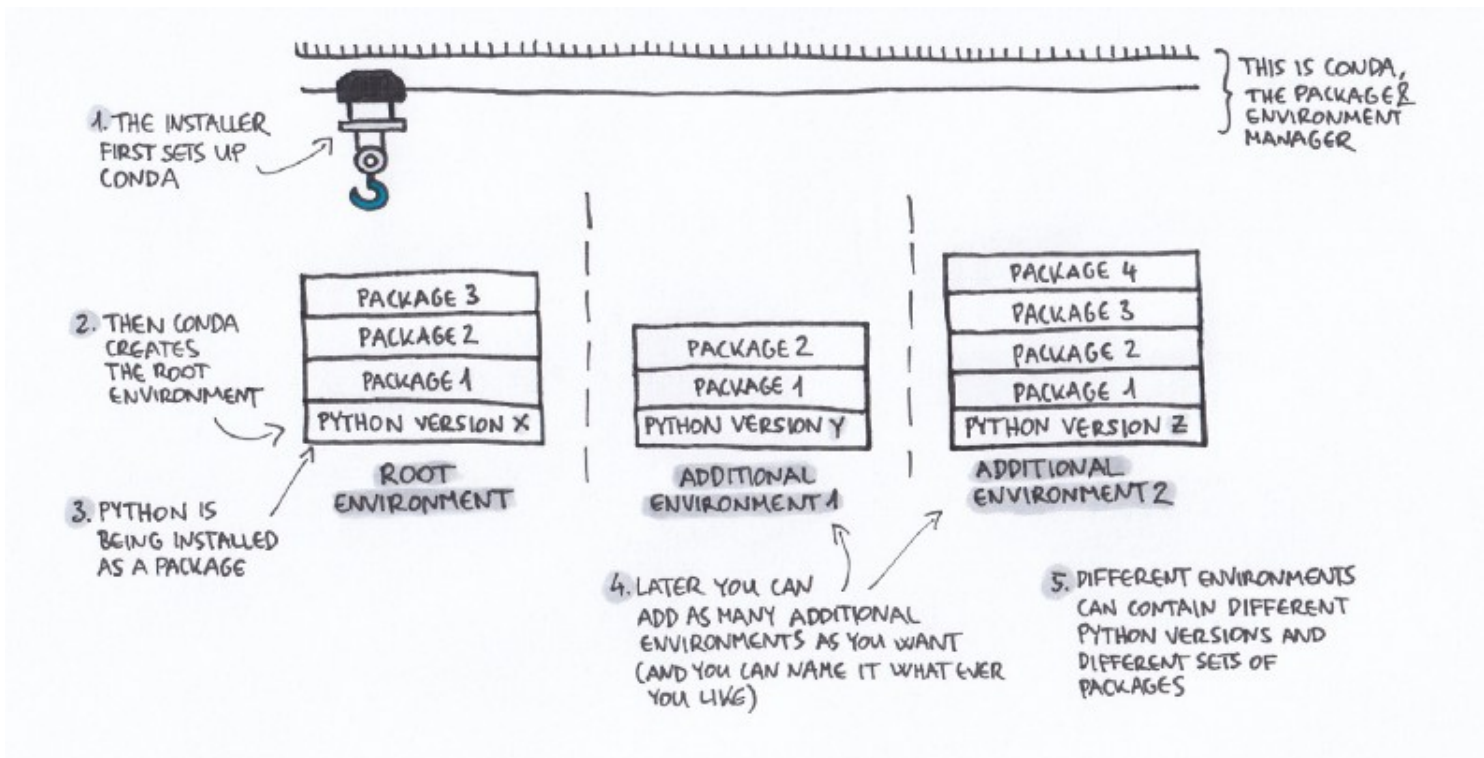 THIS IS CONDA,
THE PACKAGE &
ENVIRONMENT
MANAGER
1. THE INSTALLER
FIRST SETS UP
CONDA
2. THEN CONDA
CREATES
THE ROOT
ENVIRONMENT
3. PYTHON IS
BEING INSTALLED
AS A PACKAGE
PACKAGE 3
PACKAGE 2
PACKAGE 1
PYTHON VERSION X
ROOT
ENVIRONMENT
PACKAGE 2
PACKAGE 1
PYTHON VERSION Y
ADDITIONAL
ENVIRONMENT 1
PACKAGE 4
PACKAGE 3
PACKAGE 2
PACKAGE 1
PYTHON VERSION Z
ADDITIONAL
ENVIRONMENT 2
4. LATER YOU CAN
ADD AS MANY ADDITIONAL
ENVIRONMENTS AS YOU WANT
(AND YOU CAN NAME IT WHAT EVER
YOU LIKE)
5. DIFFERENT ENVIRONMENTS
CAN CONTAIN DIFFERENT
PYTHON VERSIONS AND
DIFFERENT SETS OF
PACKAGES